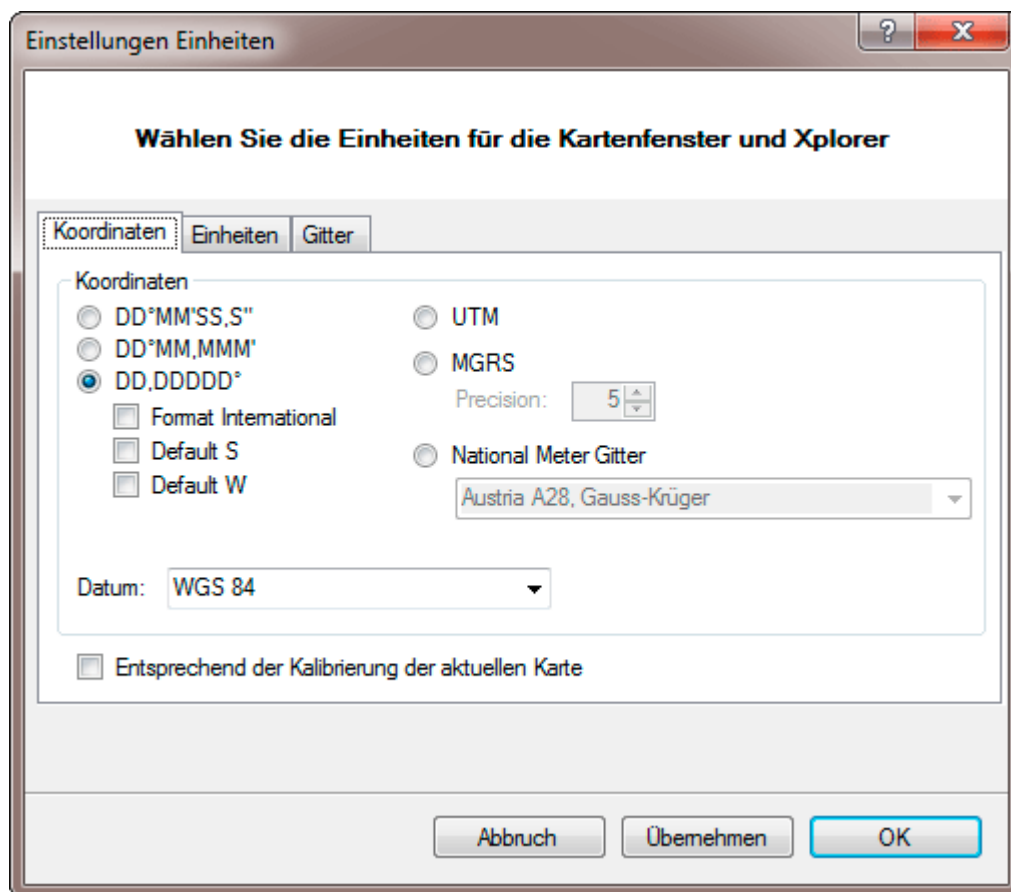 Einstellungen Einheiten
?
X
Wählen Sie die Einheiten für die Kartenfenster und Xplorer
Koordinaten
Einheiten
Gitter
Koordinaten
DD°MM'SS,S''
DD°MM,MMM'
DD,DDDDD°
Format International
Default S
Default W
UTM
MGRS
Precision:
5
National Meter Gitter
Austria A28, Gauss-Krüger
Datum:
WGS 84
Entsprechend der Kalibrierung der aktuellen Karte
Abbruch
Übernehmen
OK